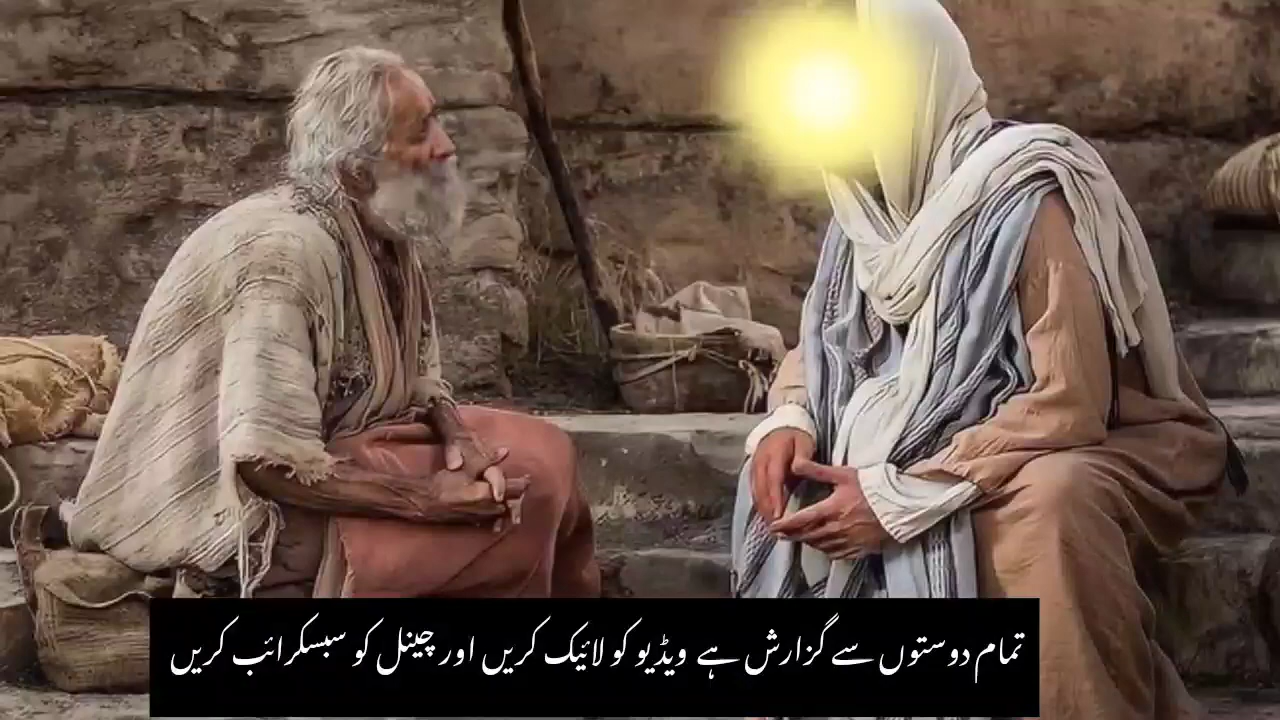 تمام دوستوں سے گزارش ہے ویڈیو کو لائیک کریں اور چینل کو سبسکرائب کریں